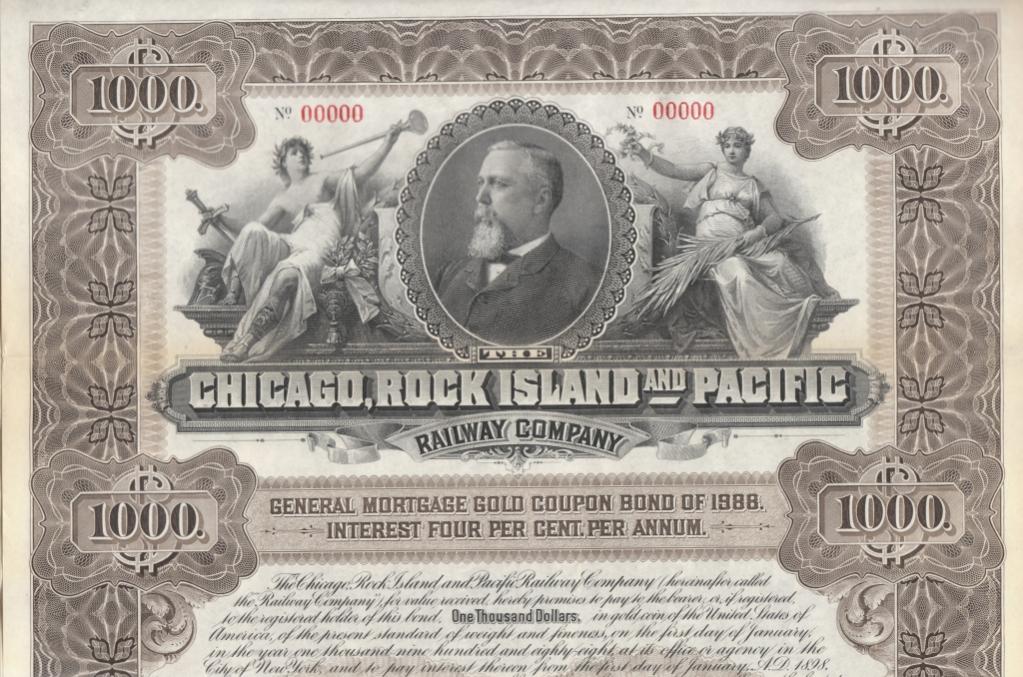 1000. 1000.
Nº 00000 Nº 00000
THE
CHICAGO, ROCK ISLAND AND PACIFIC
RAILWAY COMPANY
1000. 1000.
GENERAL MORTGAGE GOLD COUPON BOND OF 1988.
INTEREST FOUR PER CENT. PER ANNUM.
The Chicago, Rock Island and Pacific Railway Company (hereinafter called
the Railway Company), for value received, hereby promises to pay to the bearer, or, if registered,
to the registered holder of this bond, One Thousand Dollars, in gold coin of the United States of
America, of the present standard of weight and fineness, on the first day of January,
in the year one thousand nine hundred and eighty-eight, at its office or agency in the
City of New York, and to pay interest thereon from the first day of January, A.D. 1898,